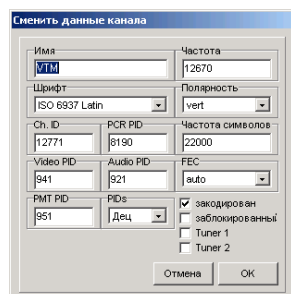 Сменить данные канала
Имя Частота
VTM 12670
Шрифт Полярность
ISO 6937 Latin vert
Ch. ID PCR PID Частота символов
12771 8190 22000
Video PID Audio PID FEC
941 921 auto
PMT PID PIDs
951 Дец
закодирован
заблокированный
Tuner 1
Tuner 2
Отмена OK